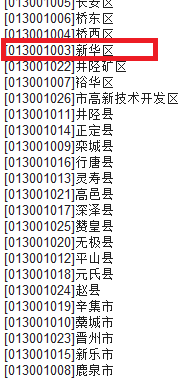 [013001005]长安区
[013001006]桥东区
[013001004]桥西区
[013001003]新华区
[013001022]井陉矿区
[013001007]裕华区
[013001026]市高新技术开发区
[013001011]井陉县
[013001014]正定县
[013001009]栾城县
[013001016]行唐县
[013001013]灵寿县
[013001021]高邑县
[013001017]深泽县
[013001025]赞皇县
[013001020]无极县
[013001012]平山县
[013001018]元氏县
[013001024]赵县
[013001019]辛集市
[013001010]藁城市
[013001023]晋州市
[013001015]新乐市
[013001008]鹿泉市